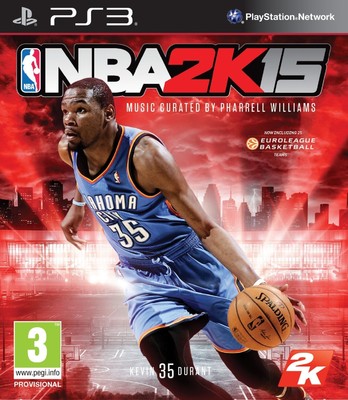 PS3
PlayStation Network
NBA
NBA2K15
MUSIC CURATED BY PHARRELL WILLIAMS
NOW INCLUDING 25
EUROLEAGUE
BASKETBALL
TEAMS
AHOMA
CITY
35
SPALDING
3
www.pegi.info
PROVISIONAL
KEVIN 35 DURANT
2K